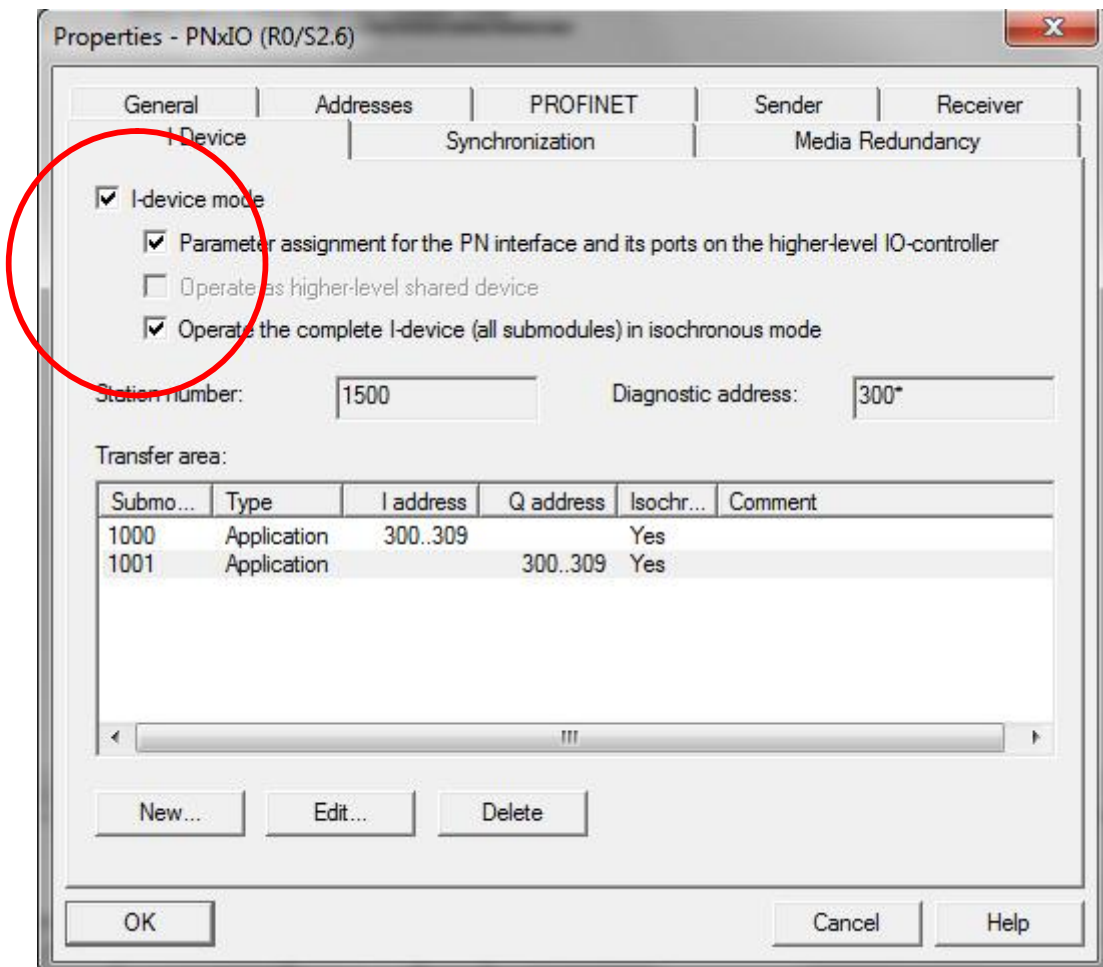 Properties - PNxIO (R0/S2.6)
General Addresses PROFINET Sender Receiver
I-Device Synchronization Media Redundancy
I-device mode
Parameter assignment for the PN interface and its ports on the higher-level IO-controller
Operate as higher-level shared device
Operate the complete I-device (all submodules) in isochronous mode
Station number: 1500 Diagnostic address: 300*
Transfer area:
Submo... Type I address Q address Isochr... Comment
1000 Application 300..309 Yes
1001 Application 300..309 Yes
New... Edit... Delete
OK Cancel Help